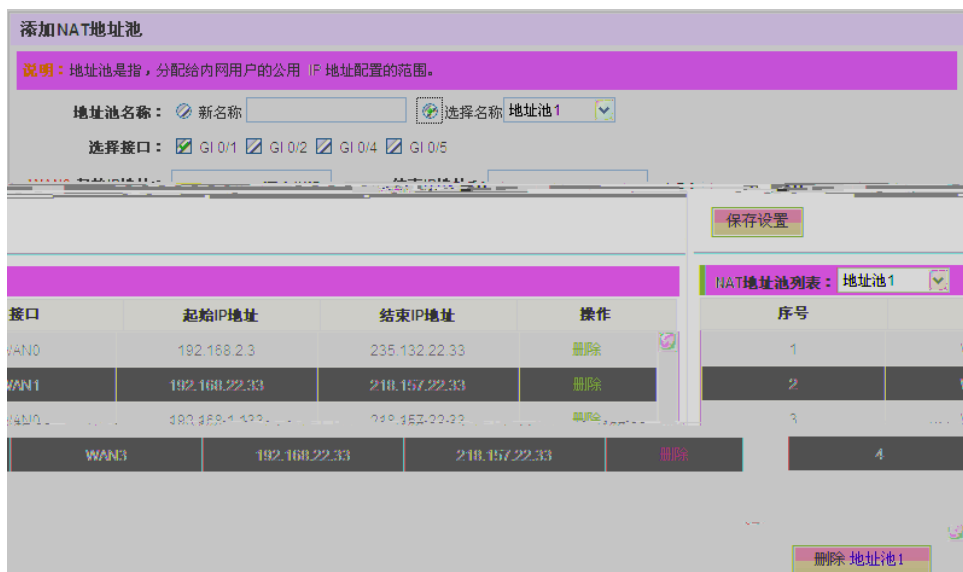 添加NAT地址池
说明：地址池是指，分配给内网用户的公用 IP 地址配置的范围。
地址池名称： 新名称 选择名称 地址池1
选择接口： GI 0/1 GI 0/2 GI 0/4 GI 0/5
保存设置
NAT地址池列表： 地址池1
接口 起始IP地址 结束IP地址 操作 序号
WAN0 192.168.2.3 235.132.22.33 删除 1
WAN1 192.168.22.33 218.157.22.33 删除 2
删除 3
WAN3 192.168.22.33 218.157.22.33 删除 4
删除 地址池1